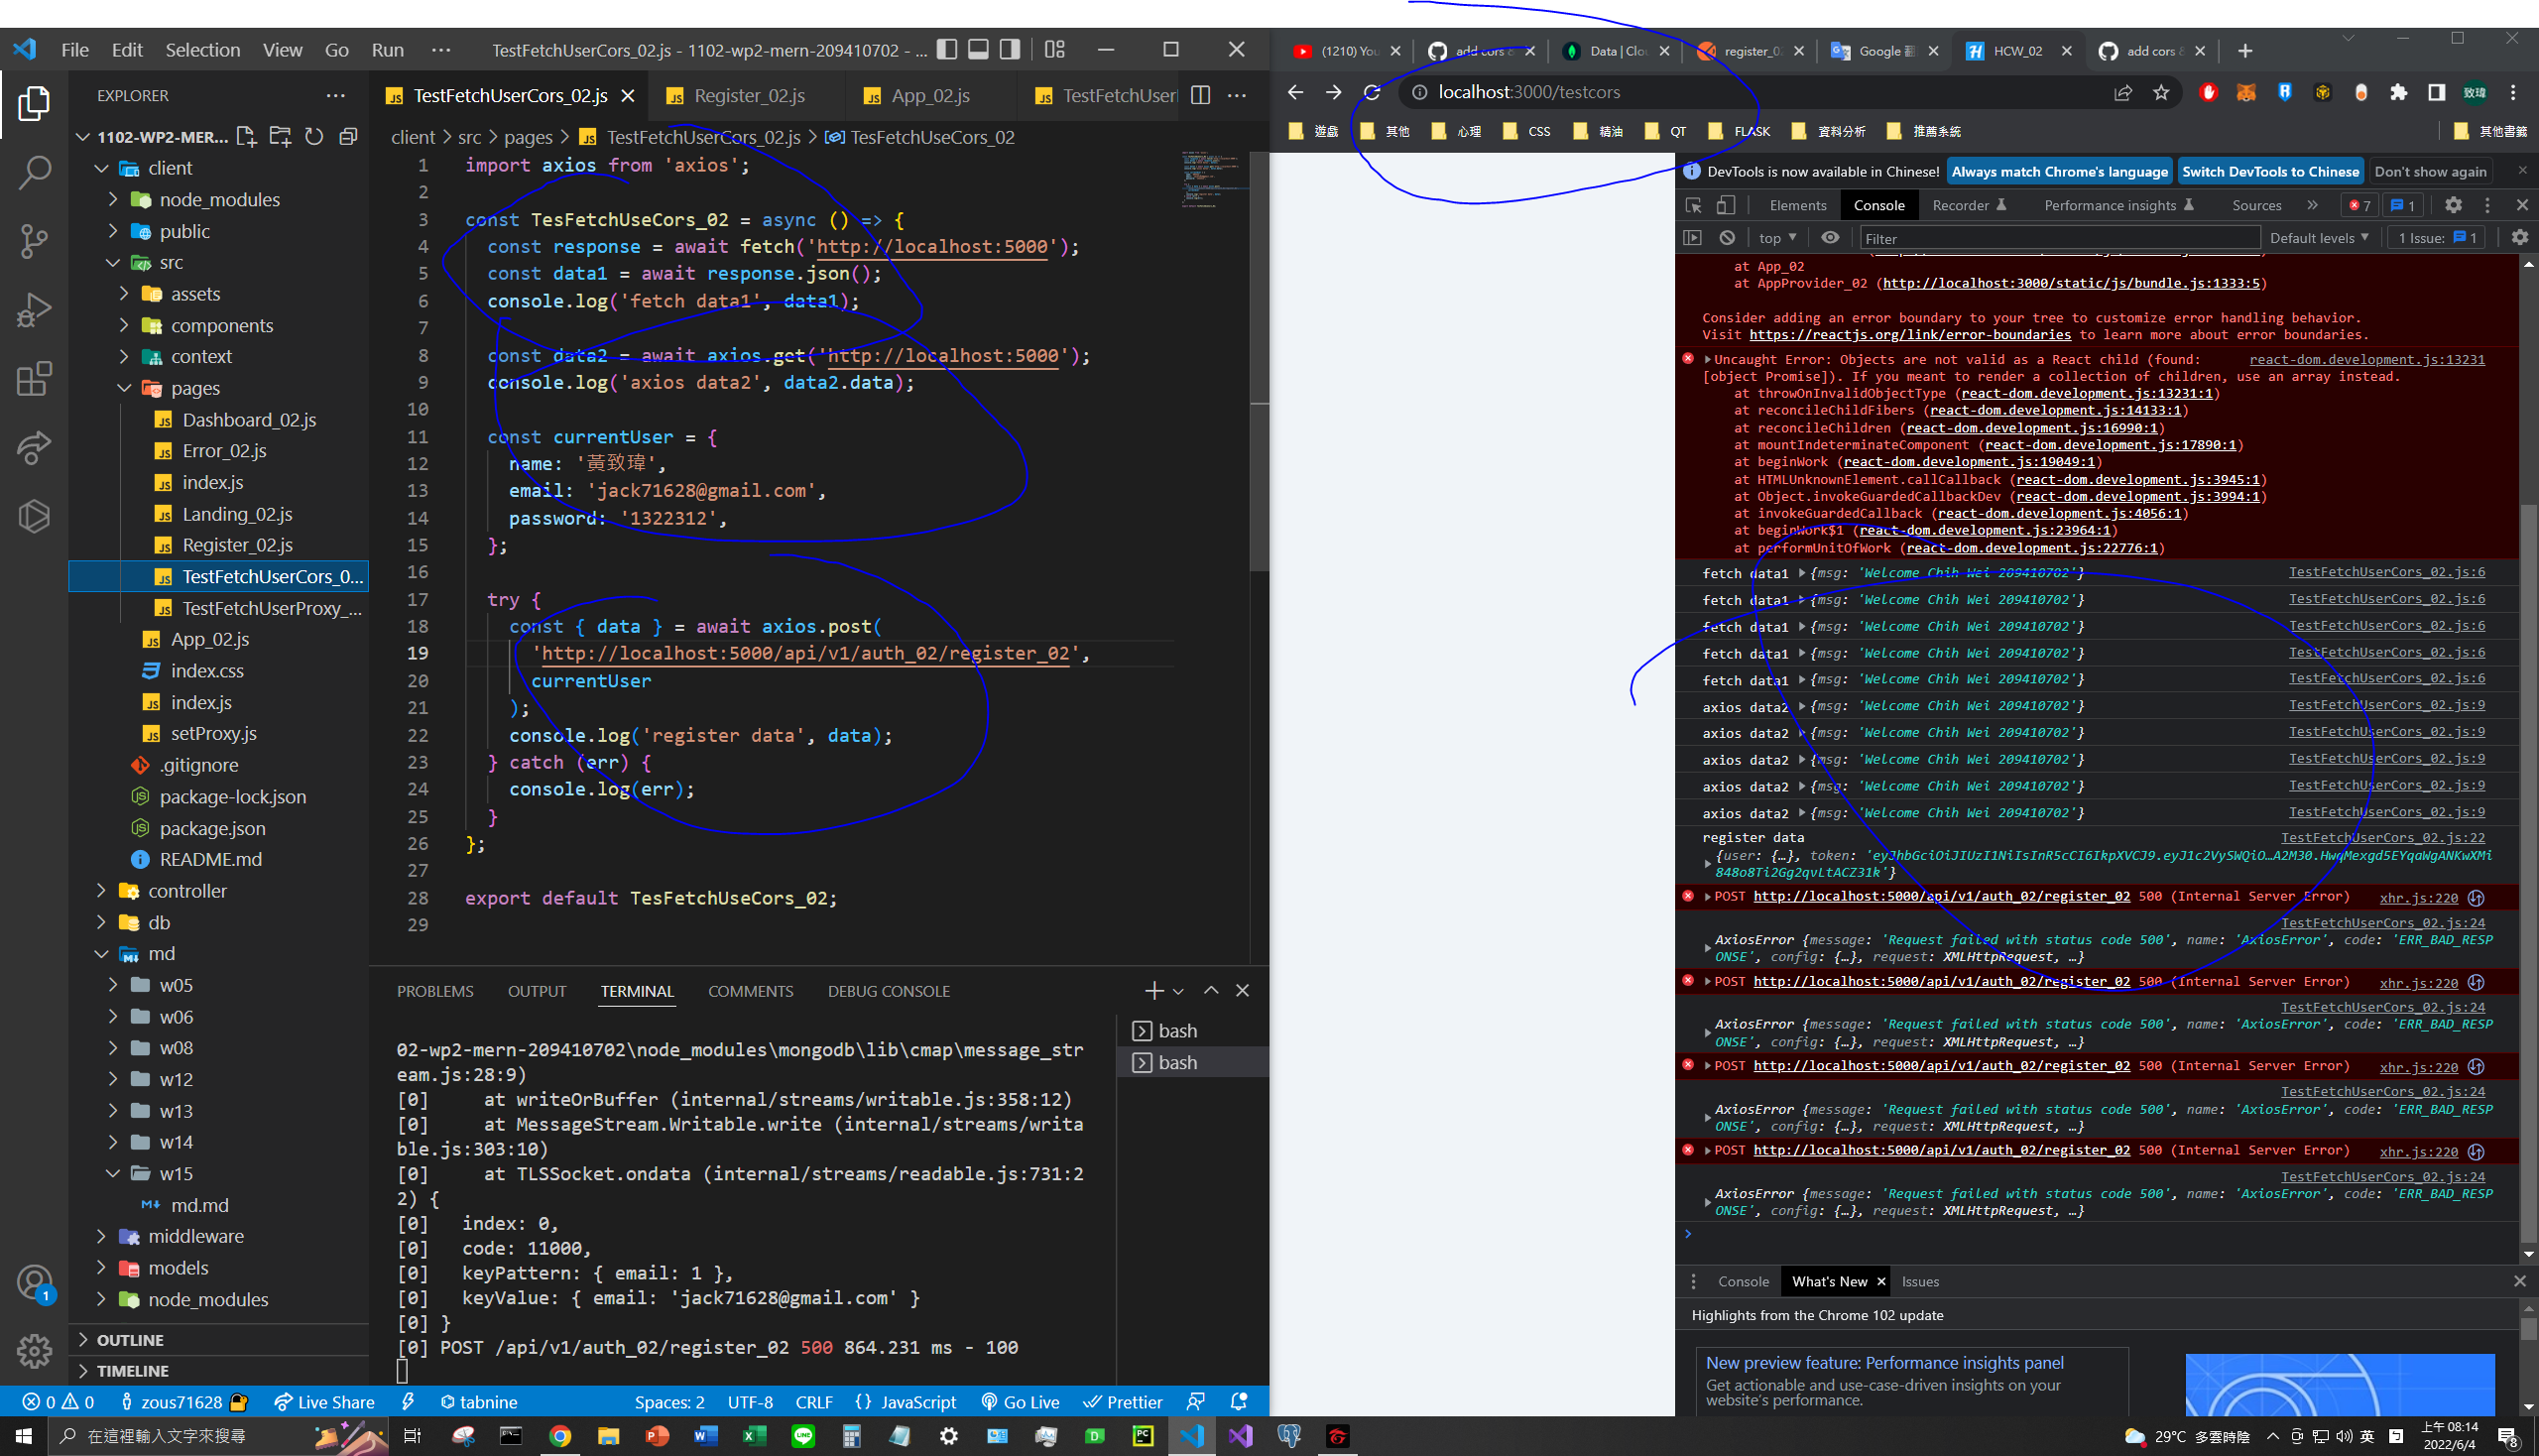 File Edit Selection View Go Run ··· TestFetchUserCors_02.js - 1102-wp2-mern-209410702 - ...
EXPLORER
1102-WP2-MER...
client
node_modules
public
src
assets
components
context
pages
Dashboard_02.js
Error_02.js
index.js
Landing_02.js
Register_02.js
TestFetchUserCors_0...
TestFetchUserProxy_...
App_02.js
index.css
index.js
setProxy.js
.gitignore
package-lock.json
package.json
README.md
controller
db
md
w05
w06
w08
w12
w13
w14
w15
md.md
middleware
models
node_modules
OUTLINE
TIMELINE
TestFetchUserCors_02.js Register_02.js App_02.js TestFetchUser
client > src > pages > TestFetchUserCors_02.js > TesFetchUseCors_02
1 import axios from 'axios';
2
3 const TesFetchUseCors_02 = async () => {
4 const response = await fetch('http://localhost:5000');
5 const data1 = await response.json();
6 console.log('fetch data1', data1);
7
8 const data2 = await axios.get('http://localhost:5000');
9 console.log('axios data2', data2.data);
10
11 const currentUser = {
12 name: '黃致瑋',
13 email: 'jack71628@gmail.com',
14 password: '1322312',
15 };
16
17 try {
18 const { data } = await axios.post(
19 'http://localhost:5000/api/v1/auth_02/register_02',
20 currentUser
21 );
22 console.log('register data', data);
23 } catch (err) {
24 console.log(err);
25 }
26 };
27
28 export default TesFetchUseCors_02;
29
PROBLEMS OUTPUT TERMINAL COMMENTS DEBUG CONSOLE
bash
bash
02-wp2-mern-209410702\node_modules\mongodb\lib\cmap\message_str
eam.js:28:9)
[0] at writeOrBuffer (internal/streams/writable.js:358:12)
[0] at MessageStream.Writable.write (internal/streams/writa
ble.js:303:10)
[0] at TLSSocket.ondata (internal/streams/readable.js:731:2
2) {
[0] index: 0,
[0] code: 11000,
[0] keyPattern: { email: 1 },
[0] keyValue: { email: 'jack71628@gmail.com' }
[0] }
[0] POST /api/v1/auth_02/register_02 500 864.231 ms - 100
0 0 zous71628 Live Share tabnine Spaces: 2 UTF-8 CRLF {} JavaScript Go Live Prettier
(1210) You add cors & Data | Clou register_02 Google 翻 HCW_02 add cors &
localhost:3000/testcors
致瑋
遊戲 其他 心理 CSS 精油 QT FLASK 資料分析 推薦系統 其他書籤
DevTools is now available in Chinese! Always match Chrome's language Switch DevTools to Chinese Don't show again
Elements Console Recorder Performance insights Sources » 7 1
top Filter Default levels 1 Issue: 1
at App_02
at AppProvider_02 (http://localhost:3000/static/js/bundle.js:1333:5)
Consider adding an error boundary to your tree to customize error handling behavior.
Visit https://reactjs.org/link/error-boundaries to learn more about error boundaries.
Uncaught Error: Objects are not valid as a React child (found: react-dom.development.js:13231
[object Promise]). If you meant to render a collection of children, use an array instead.
at throwOnInvalidObjectType (react-dom.development.js:13231:1)
at reconcileChildFibers (react-dom.development.js:14133:1)
at reconcileChildren (react-dom.development.js:16990:1)
at mountIndeterminateComponent (react-dom.development.js:17890:1)
at beginWork (react-dom.development.js:19049:1)
at HTMLUnknownElement.callCallback (react-dom.development.js:3945:1)
at Object.invokeGuardedCallbackDev (react-dom.development.js:3994:1)
at invokeGuardedCallback (react-dom.development.js:4056:1)
at beginWork$1 (react-dom.development.js:23964:1)
at performUnitOfWork (react-dom.development.js:22776:1)
fetch data1 {msg: 'Welcome Chih Wei 209410702'} TestFetchUserCors_02.js:6
fetch data1 {msg: 'Welcome Chih Wei 209410702'} TestFetchUserCors_02.js:6
fetch data1 {msg: 'Welcome Chih Wei 209410702'} TestFetchUserCors_02.js:6
fetch data1 {msg: 'Welcome Chih Wei 209410702'} TestFetchUserCors_02.js:6
fetch data1 {msg: 'Welcome Chih Wei 209410702'} TestFetchUserCors_02.js:6
axios data2 {msg: 'Welcome Chih Wei 209410702'} TestFetchUserCors_02.js:9
axios data2 {msg: 'Welcome Chih Wei 209410702'} TestFetchUserCors_02.js:9
axios data2 {msg: 'Welcome Chih Wei 209410702'} TestFetchUserCors_02.js:9
axios data2 {msg: 'Welcome Chih Wei 209410702'} TestFetchUserCors_02.js:9
axios data2 {msg: 'Welcome Chih Wei 209410702'} TestFetchUserCors_02.js:9
register data TestFetchUserCors_02.js:22
{user: {…}, token: 'eyJhbGciOiJIUzI1NiIsInR5cCI6IkpXVCJ9.eyJ1c2VySWQiO…A2M30.HwqMexgd5EYqaWgANKwXMi
848o8Ti2Gg2qvLtACZ31k'}
POST http://localhost:5000/api/v1/auth_02/register_02 500 (Internal Server Error) xhr.js:220
TestFetchUserCors_02.js:24
AxiosError {message: 'Request failed with status code 500', name: 'AxiosError', code: 'ERR_BAD_RESP
ONSE', config: {…}, request: XMLHttpRequest, …}
POST http://localhost:5000/api/v1/auth_02/register_02 500 (Internal Server Error) xhr.js:220
TestFetchUserCors_02.js:24
AxiosError {message: 'Request failed with status code 500', name: 'AxiosError', code: 'ERR_BAD_RESP
ONSE', config: {…}, request: XMLHttpRequest, …}
POST http://localhost:5000/api/v1/auth_02/register_02 500 (Internal Server Error) xhr.js:220
TestFetchUserCors_02.js:24
AxiosError {message: 'Request failed with status code 500', name: 'AxiosError', code: 'ERR_BAD_RESP
ONSE', config: {…}, request: XMLHttpRequest, …}
POST http://localhost:5000/api/v1/auth_02/register_02 500 (Internal Server Error) xhr.js:220
TestFetchUserCors_02.js:24
AxiosError {message: 'Request failed with status code 500', name: 'AxiosError', code: 'ERR_BAD_RESP
ONSE', config: {…}, request: XMLHttpRequest, …}
Console What's New Issues
Highlights from the Chrome 102 update
New preview feature: Performance insights panel
Get actionable and use-case-driven insights on your
website's performance.
在這裡輸入文字來搜尋
29°C 多雲時陰 英
上午 08:14
2022/6/4
8